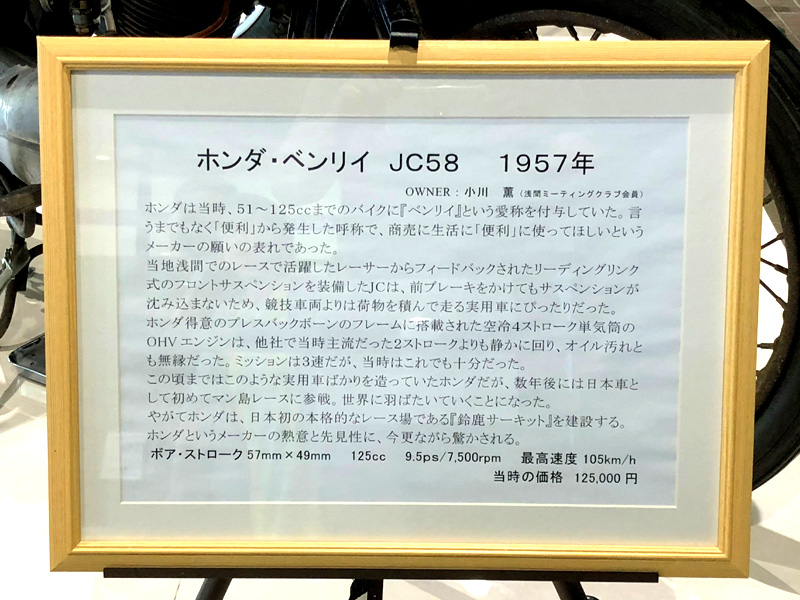 ホンダ・ベンリイ JC58 1957年
OWNER：小川 薫（浅間ミーティングクラブ会員）
ホンダは当時、51～125ccまでのバイクに『ベンリイ』という愛称を付与していた。言
うまでもなく「便利」から発生した呼称で、商売に生活に「便利」に使ってほしいという
メーカーの願いの表れであった。
当地浅間でのレースで活躍したレーサーからフィードバックされたリーディングリンク
式のフロントサスペンションを装備したJCは、前ブレーキをかけてもサスペンションが
沈み込まないため、競技車両よりは荷物を積んで走る実用車にぴったりだった。
ホンダ得意のプレスバックボーンのフレームに搭載された空冷4ストローク単気筒の
OHVエンジンは、他社で当時主流だった2ストロークよりも静かに回り、オイル汚れと
も無縁だった。ミッションは3速だが、当時はこれでも十分だった。
この頃まではこのような実用車ばかりを造っていたホンダだが、数年後には日本車と
して初めてマン島レースに参戦。世界に羽ばたいていくことになった。
やがてホンダは、日本初の本格的なレース場である『鈴鹿サーキット』を建設する。
ホンダというメーカーの熱意と先見性に、今更ながら驚かされる。
ボア・ストローク 57mm×49mm 125cc 9.5ps/7,500rpm 最高速度 105km/h
当時の価格 125,000 円